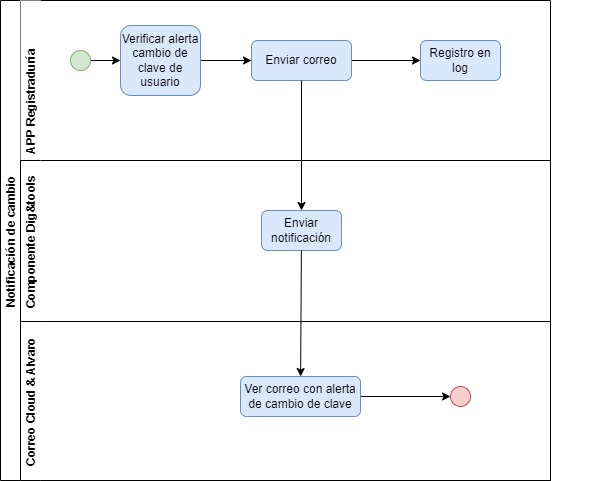 Notificación de cambio
APP Registraduría
Verificar alerta
cambio de
clave de
usuario
Enviar correo
Registro en
log
Componente Dig&tools
Enviar
notificación
Correo Cloud & Alvaro
Ver correo con alerta
de cambio de clave